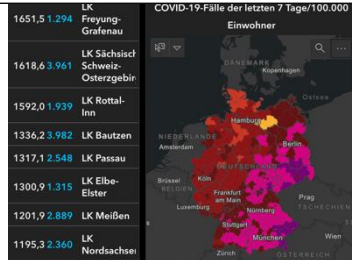 1651,5 1.294 LK
Freyung-
Grafenau
1618,6 3.961 LK Sächsisch
Schweiz-
Osterzgebir
1592,0 1.939 LK Rottal-
Inn
1336,2 3.982 LK Bautzen
1317,1 2.548 LK Passau
1300,9 1.315 LK Elbe-
Elster
1201,9 2.889 LK Meißen
1195,3 2.360 LK
Nordsachsen
COVID-19-Fälle der letzten 7 Tage/100.000
Einwohner
DÄNEMARK
Kopenhagen
Ostsee
Hamburg
NIEDERLANDE
Amsterdam
Berlin
DEUTSCHLAND
Brüssel
BELGIEN
Köln
Frankfurt
am Main
Luxemburg
Prag
TSCHECHIEN
Nürnberg
Stuttgart
München
Wien
Zürich
ÖSTERREICH